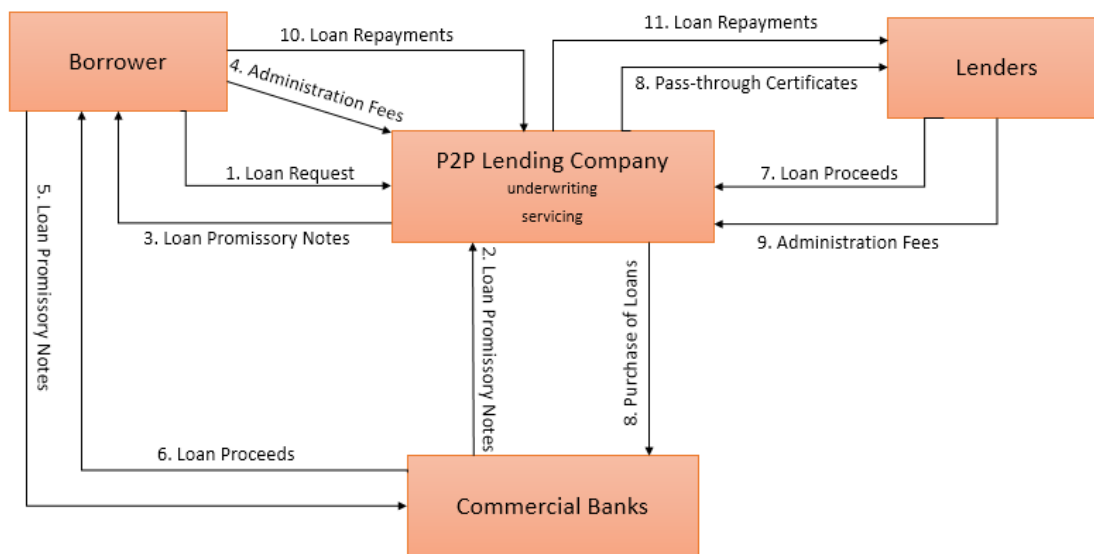 10. Loan Repayments
11. Loan Repayments
Borrower
4. Administration Fees
Lenders
8. Pass-through Certificates
P2P Lending Company
underwriting
servicing
1. Loan Request
7. Loan Proceeds
3. Loan Promissory Notes
9. Administration Fees
5. Loan Promissory Notes
2. Loan Promissory Notes
8. Purchase of Loans
6. Loan Proceeds
Commercial Banks